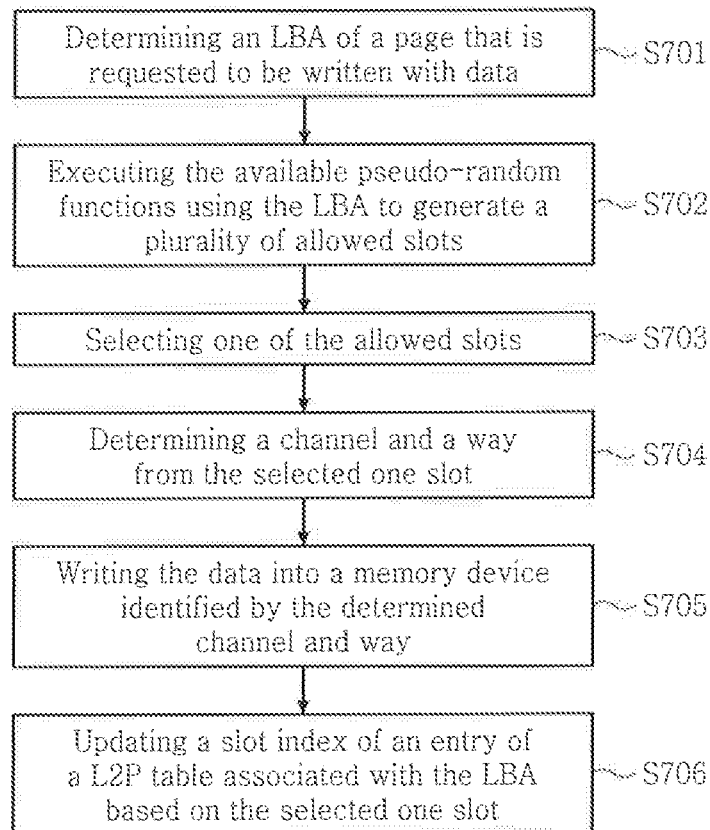 Determining an LBA of a page that is
requested to be written with data
S701
Executing the available pseudo-random
functions using the LBA to generate a
plurality of allowed slots
S702
Selecting one of the allowed slots
S703
Determining a channel and a way
from the selected one slot
S704
Writing the data into a memory device
identified by the determined
channel and way
S705
Updating a slot index of an entry of
a L2P table associated with the LBA
based on the selected one slot
S706